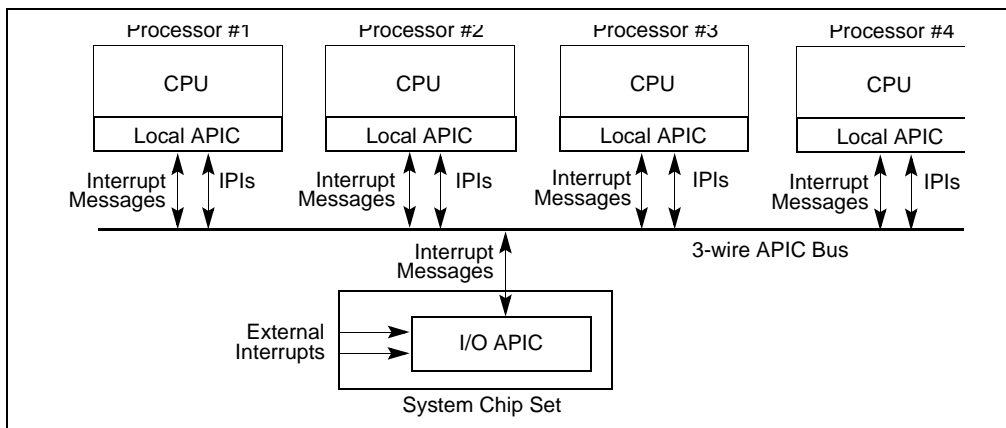 Processor #1
Processor #2
Processor #3
Processor #4
CPU
CPU
CPU
CPU
Local APIC
Local APIC
Local APIC
Local APIC
Interrupt
Messages
IPIs
Interrupt
Messages
IPIs
Interrupt
Messages
IPIs
Interrupt
Messages
IPIs
Interrupt
Messages
3-wire APIC Bus
External
Interrupts
I/O APIC
System Chip Set